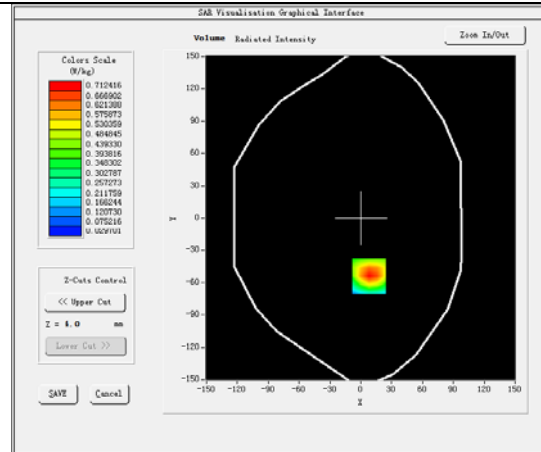 SAR Visualisation Graphical Interface
Volume Radiated Intensity
Zoom In/Out
Colors Scale
(W/kg)
0.712416
0.666902
0.621388
0.575873
0.530359
0.484845
0.439330
0.393816
0.348302
0.302787
0.257273
0.211759
0.166244
0.120730
0.075216
Z-Cuts Control
<< Upper Cut
Z = 4.0 mm
Lower Cut >>
SAVE
Cancel
150
120
90
60
30
0
-30
-60
-90
-120
-150
Y
-150 -120 -90 -60 -30 0 30 60 90 120 150
X